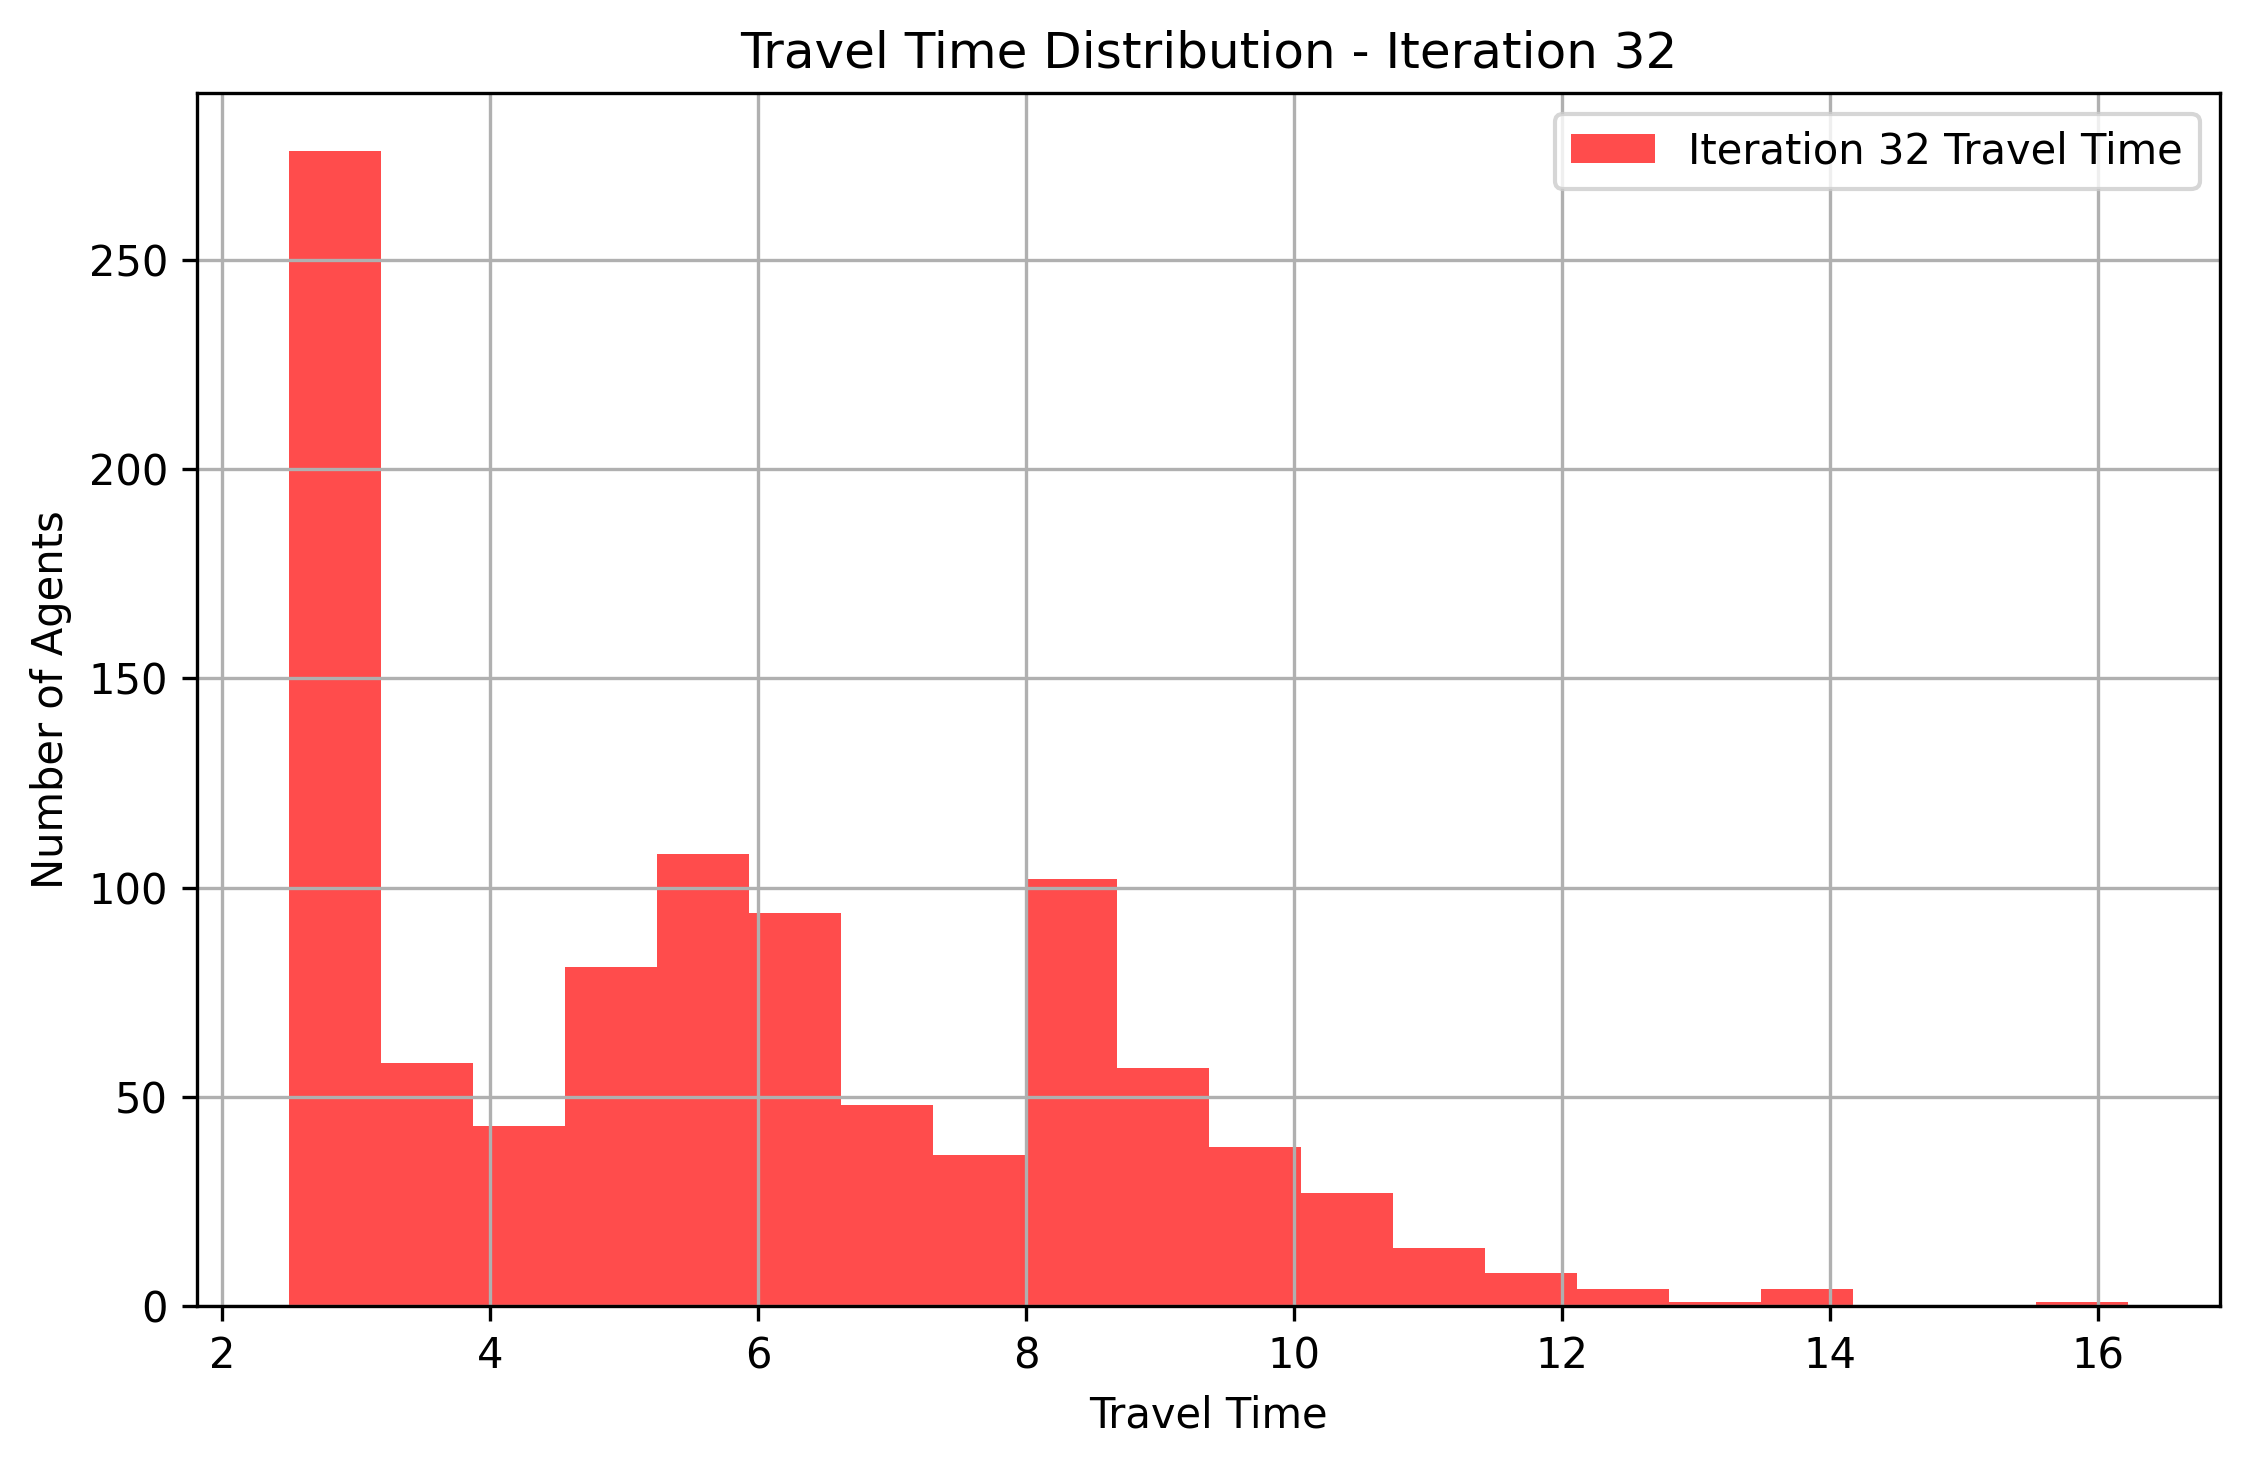 Travel Time Distribution - Iteration 32
Iteration 32 Travel Time
Number of Agents
250
200
150
100
50
0
2 4 6 8 10 12 14 16
Travel Time